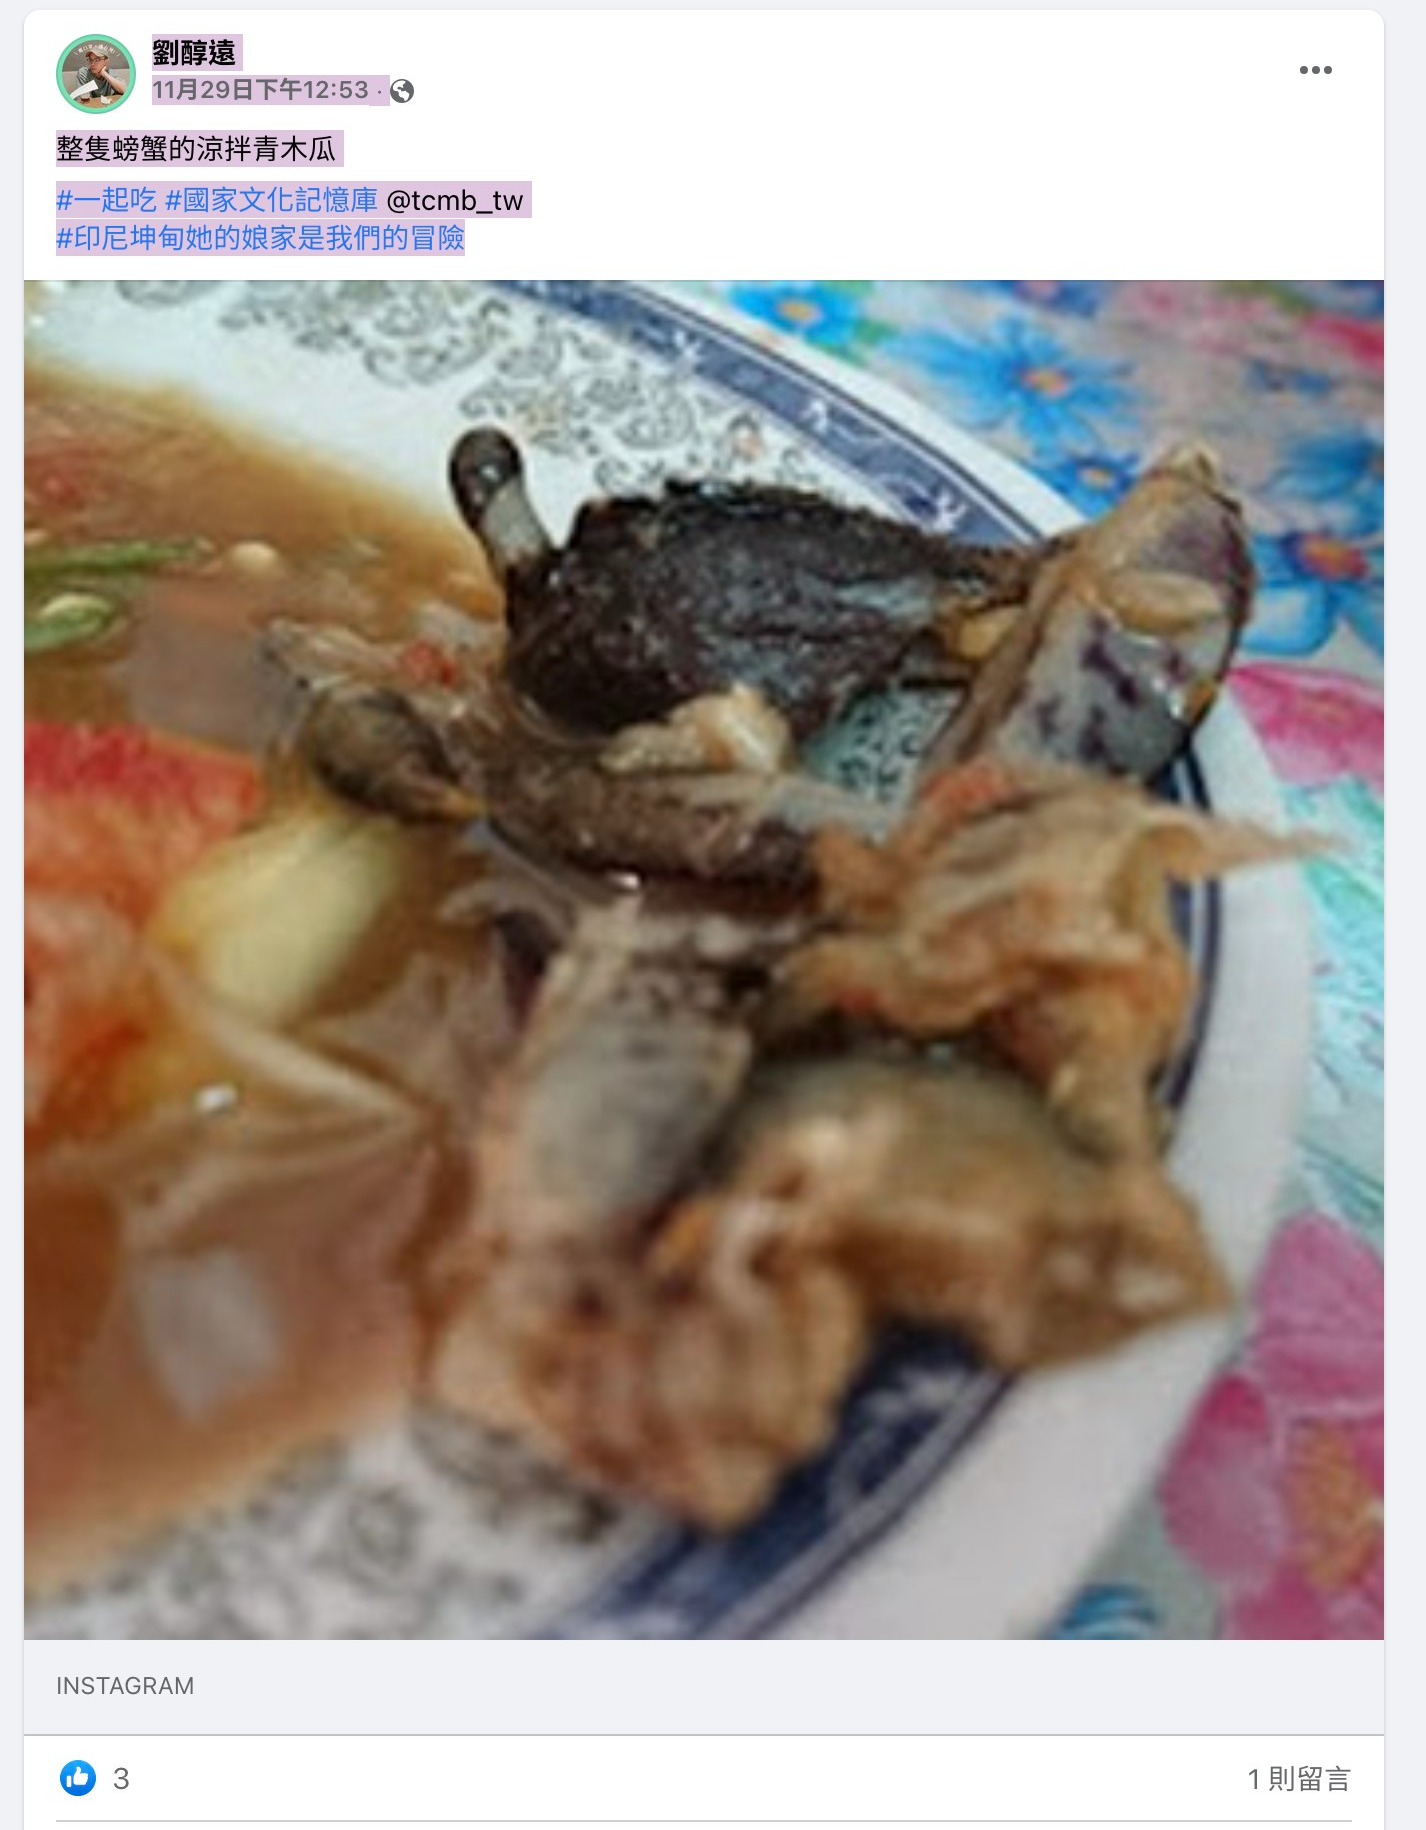 劉醇遠
11月29日下午12:53 ·
整隻螃蟹的涼拌青木瓜
#一起吃 #國家文化記憶庫 @tcmb_tw
#印尼坤甸她的娘家是我們的冒險
INSTAGRAM
3
1 則留言